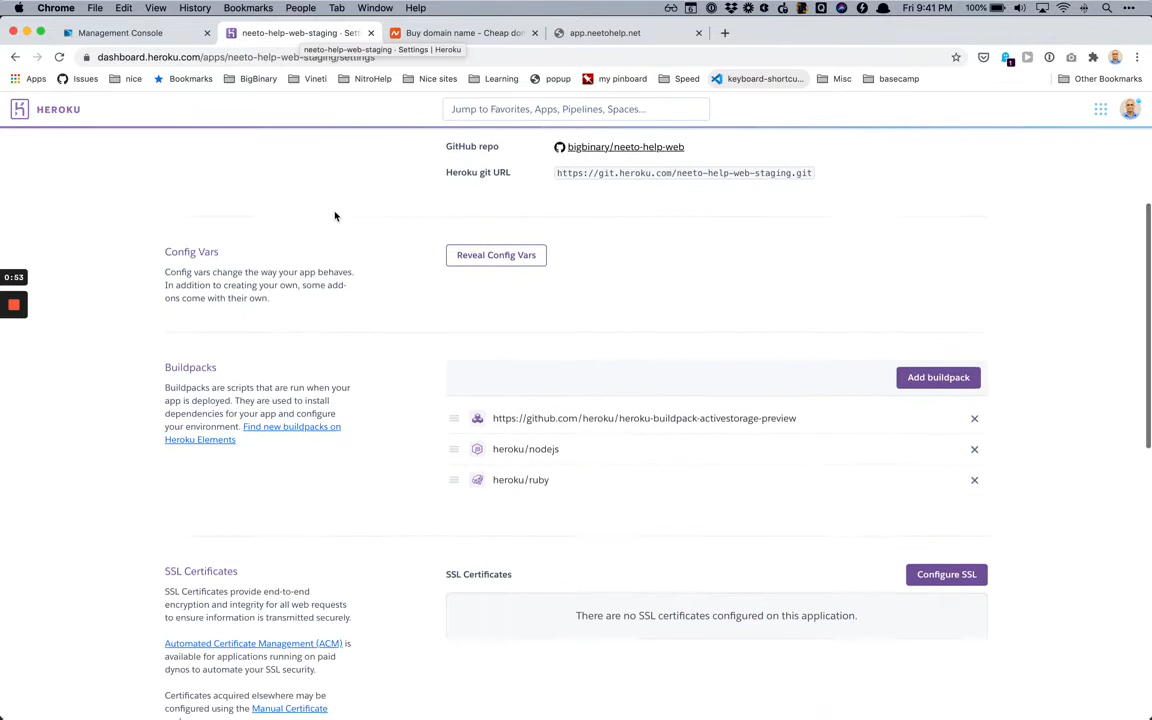 Chrome File Edit View History Bookmarks People Tab Window Help
Fri 9:41 PM 100%
Management Console
neeto-help-web-staging · Sett
Buy domain name - Cheap dom
app.neetohelp.net
neeto-help-web-staging · Settings | Heroku
dashboard.heroku.com/apps/neeto-help-web-staging/settings
Apps Issues nice Bookmarks BigBinary Vineti NitroHelp Nice sites Learning popup my pinboard Speed keyboard-shortcu... Misc basecamp Other Bookmarks
HEROKU
Jump to Favorites, Apps, Pipelines, Spaces...
GitHub repo
bigbinary/neeto-help-web
Heroku git URL
https://git.heroku.com/neeto-help-web-staging.git
0:53
Config Vars
Config vars change the way your app behaves.
In addition to creating your own, some add-
ons come with their own.
Reveal Config Vars
Buildpacks
Buildpacks are scripts that are run when your
app is deployed. They are used to install
dependencies for your app and configure
your environment. Find new buildpacks on
Heroku Elements
Add buildpack
https://github.com/heroku/heroku-buildpack-activestorage-preview
heroku/nodejs
heroku/ruby
SSL Certificates
SSL Certificates provide end-to-end
encryption and integrity for all web requests
to ensure information is transmitted securely.
Automated Certificate Management (ACM) is
available for applications running on paid
dynos to automate your SSL security.
Certificates acquired elsewhere may be
configured using the Manual Certificate
SSL Certificates
Configure SSL
There are no SSL certificates configured on this application.